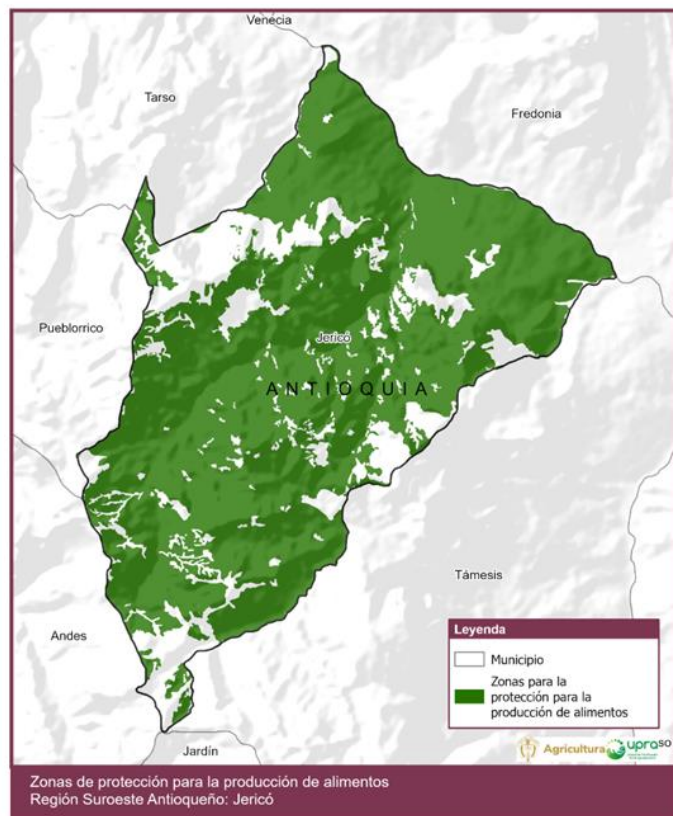 Venecia
Tarso
Fredonia
Pueblorrico
Jericó
ANTIOQUIA
Támesis
Andes
Jardín
Leyenda
Municipio
Zonas para la
protección para la
producción de alimentos
Agricultura
upra
SO
Zonas de protección para la producción de alimentos
Región Suroeste Antioqueño: Jericó